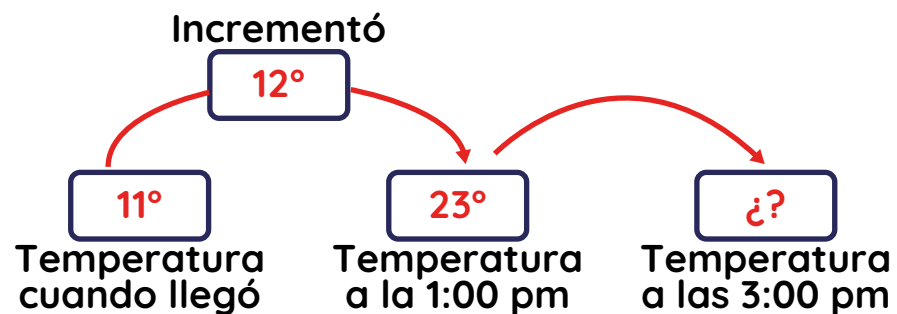 Incrementó
12°
11°
23°
¿?
Temperatura
cuando llegó
Temperatura
a la 1:00 pm
Temperatura
a las 3:00 pm